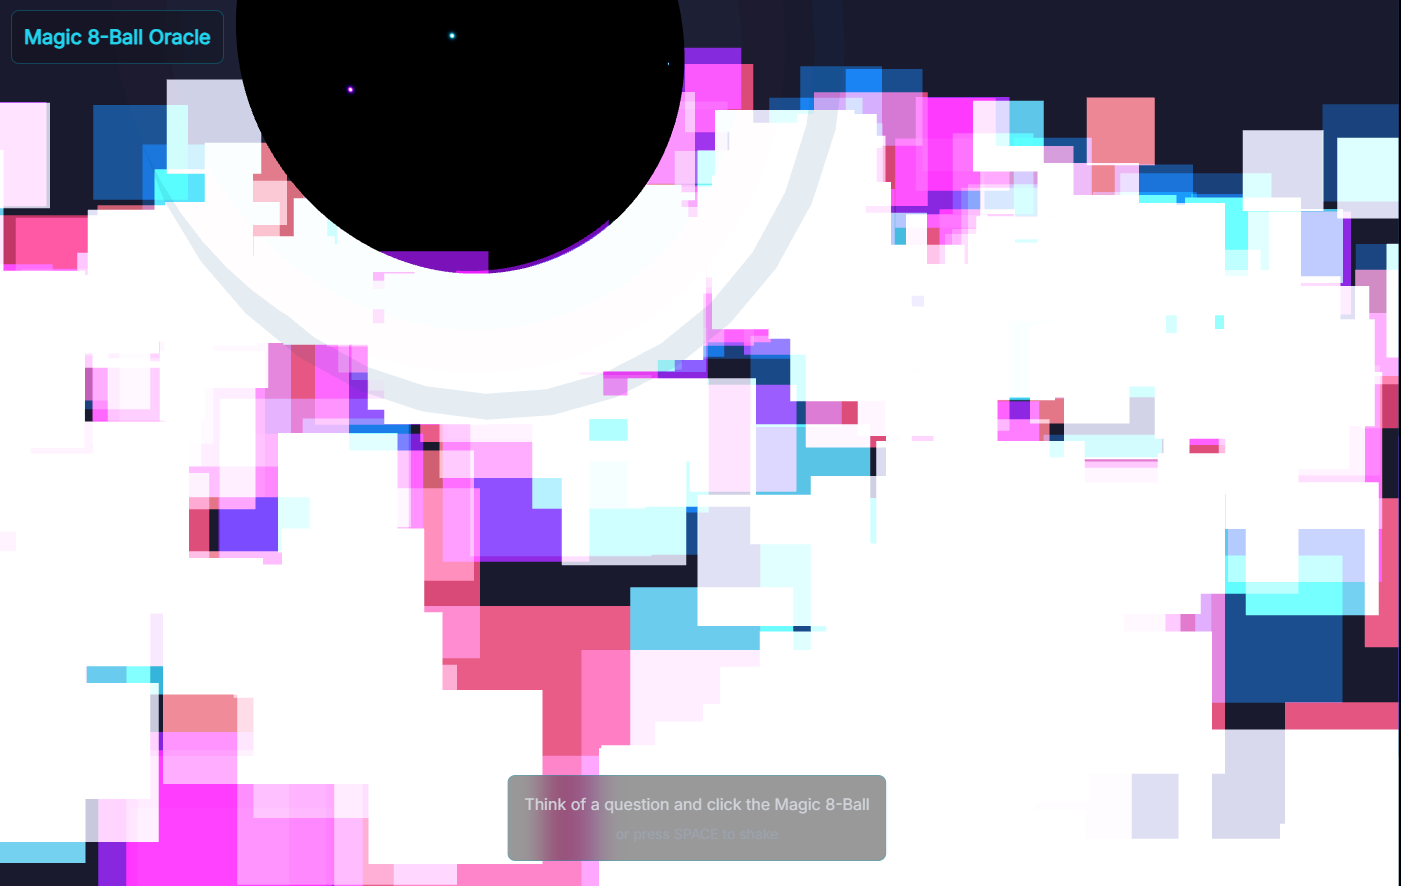 Magic 8-Ball Oracle
Think of a question and click the Magic 8-Ball
or press SPACE to shake